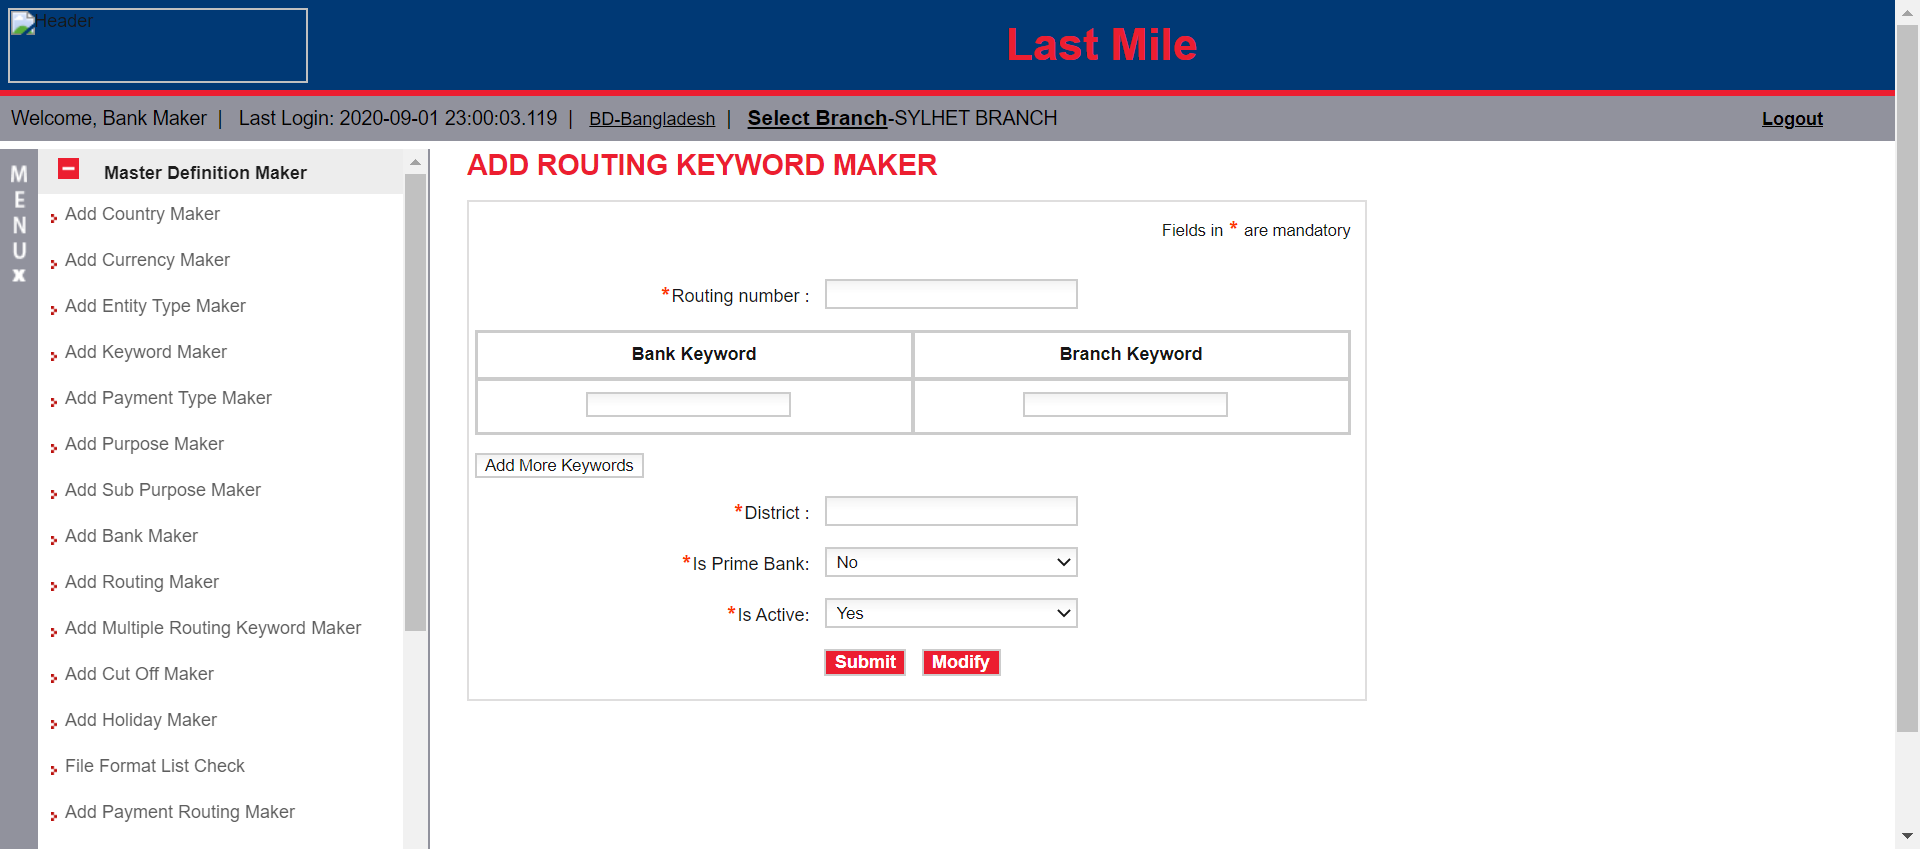 Header
Last Mile
Welcome, Bank Maker | Last Login: 2020-09-01 23:00:03.119 | BD-Bangladesh | Select Branch-SYLHET BRANCH Logout
MENU x
Master Definition Maker
Add Country Maker
Add Currency Maker
Add Entity Type Maker
Add Keyword Maker
Add Payment Type Maker
Add Purpose Maker
Add Sub Purpose Maker
Add Bank Maker
Add Routing Maker
Add Multiple Routing Keyword Maker
Add Cut Off Maker
Add Holiday Maker
File Format List Check
Add Payment Routing Maker
ADD ROUTING KEYWORD MAKER
Fields in * are mandatory
*Routing number :
Bank Keyword Branch Keyword
Add More Keywords
*District :
*Is Prime Bank: No
*Is Active: Yes
Submit Modify